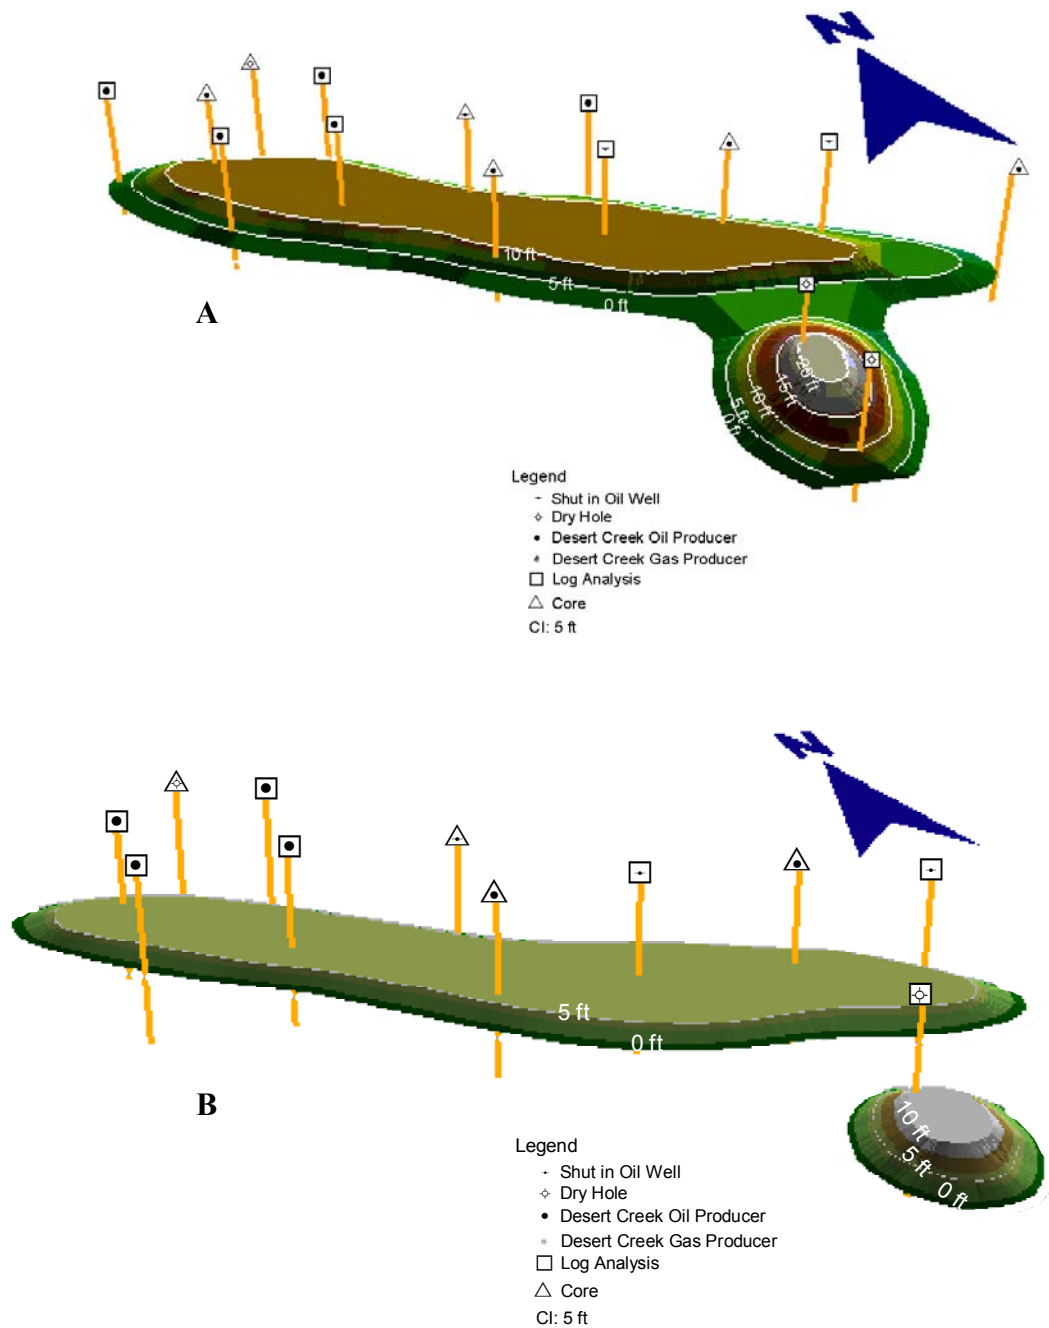 N
10 ft
5 ft
0 ft
A
20 ft
15 ft
10 ft
5 ft
0 ft
Legend
Shut in Oil Well
Dry Hole
Desert Creek Oil Producer
Desert Creek Gas Producer
Log Analysis
Core
CI: 5 ft
N
5 ft
0 ft
B
10 ft
5 ft
0 ft
Legend
Shut in Oil Well
Dry Hole
Desert Creek Oil Producer
Desert Creek Gas Producer
Log Analysis
Core
CI: 5 ft